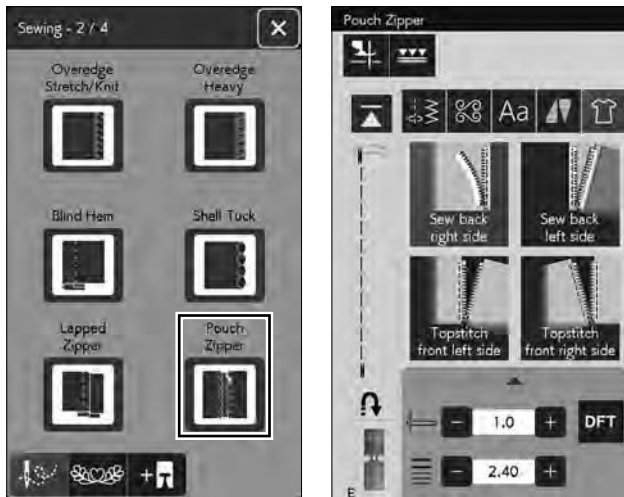 Sewing - 2 / 4
Overedge
Stretch/Knit
Overedge
Heavy
Blind Hem
Shell Tuck
Lapped
Zipper
Pouch
Zipper
Pouch Zipper
Aa
Sew back
right side
Sew back
left side
Topstitch
front left side
Topstitch
front right side
1.0
DFT
2.40
E